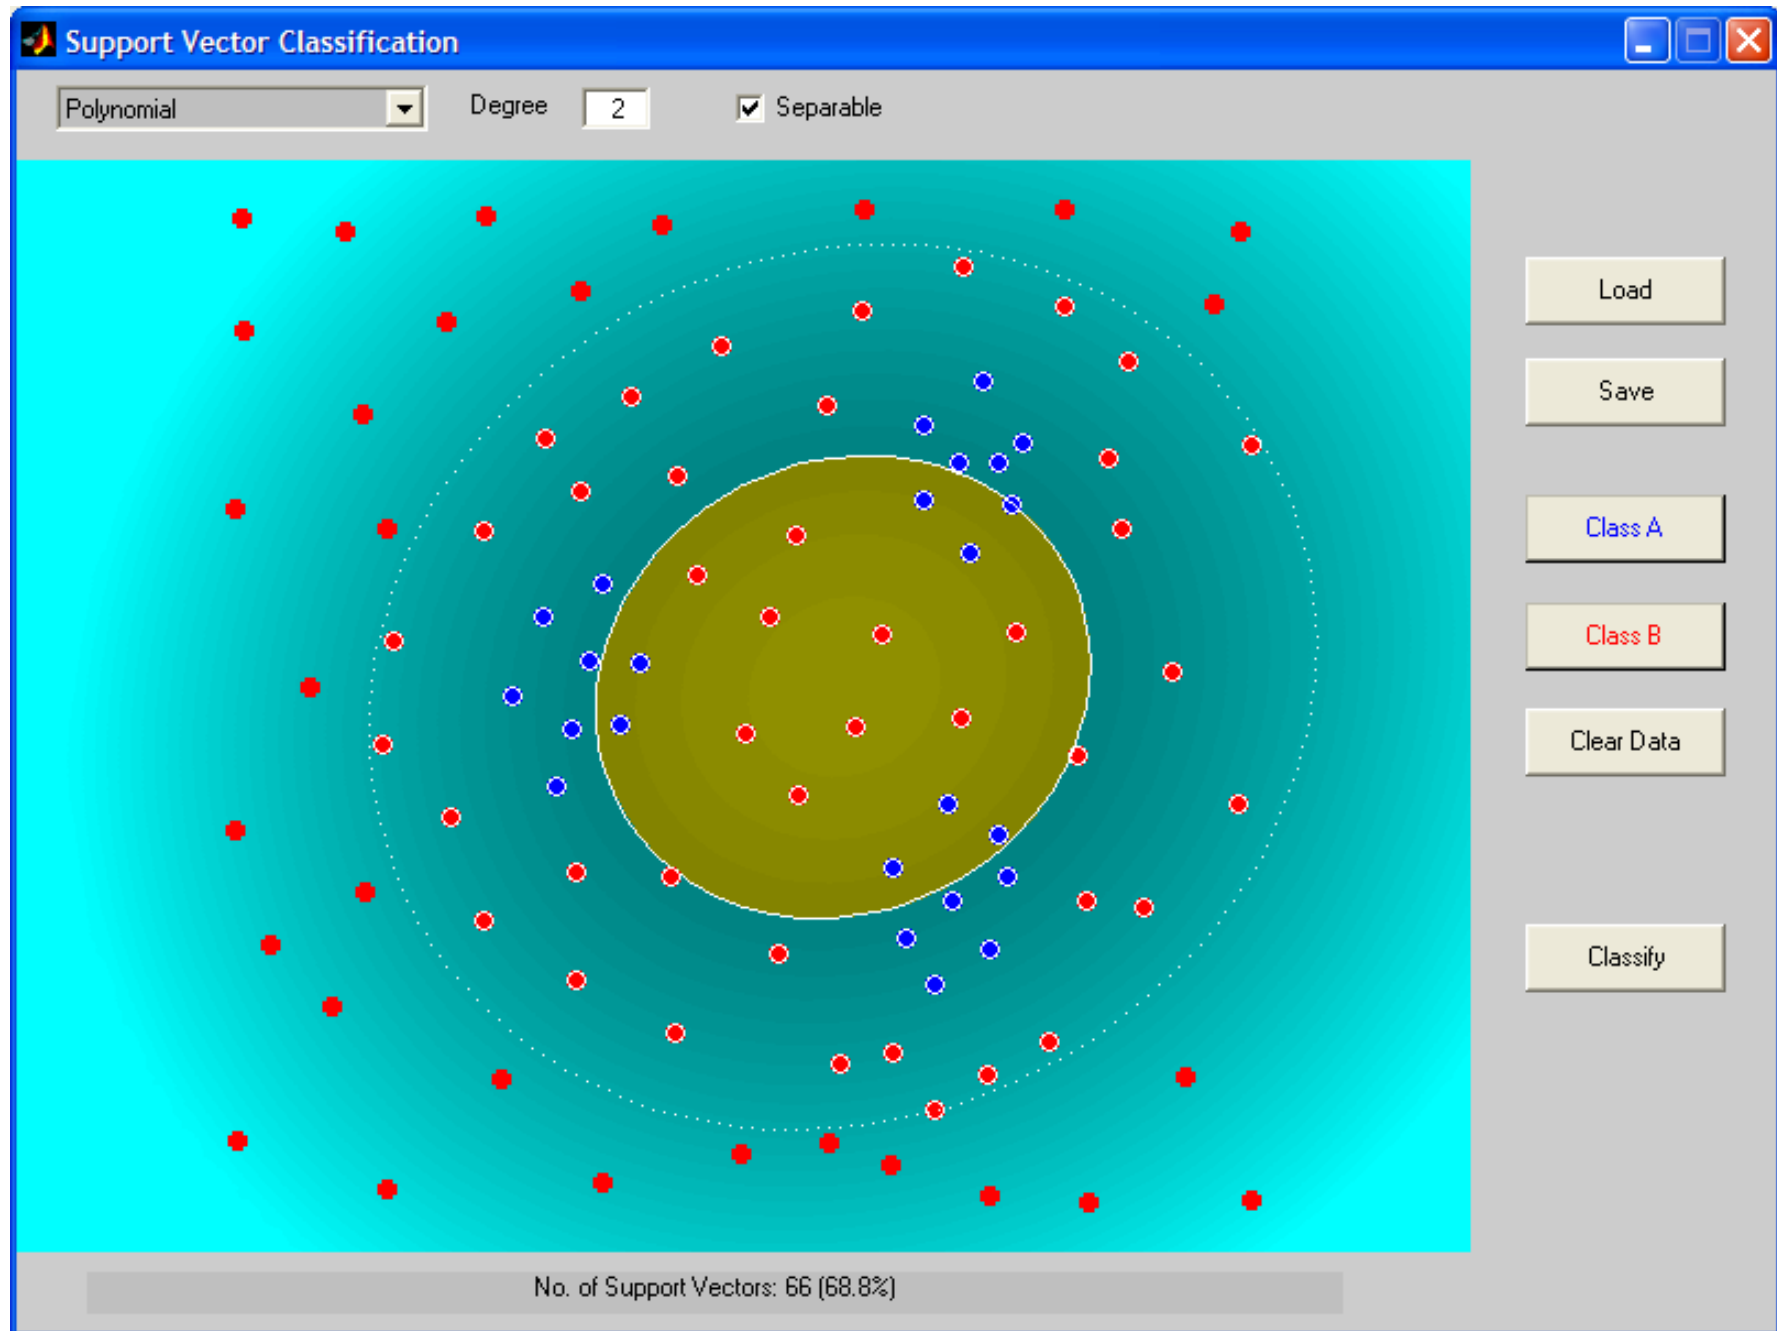 Support Vector Classification
Polynomial Degree 2 Separable
Load
Save
Class A
Class B
Clear Data
Classify
No. of Support Vectors: 66 (68.8%)